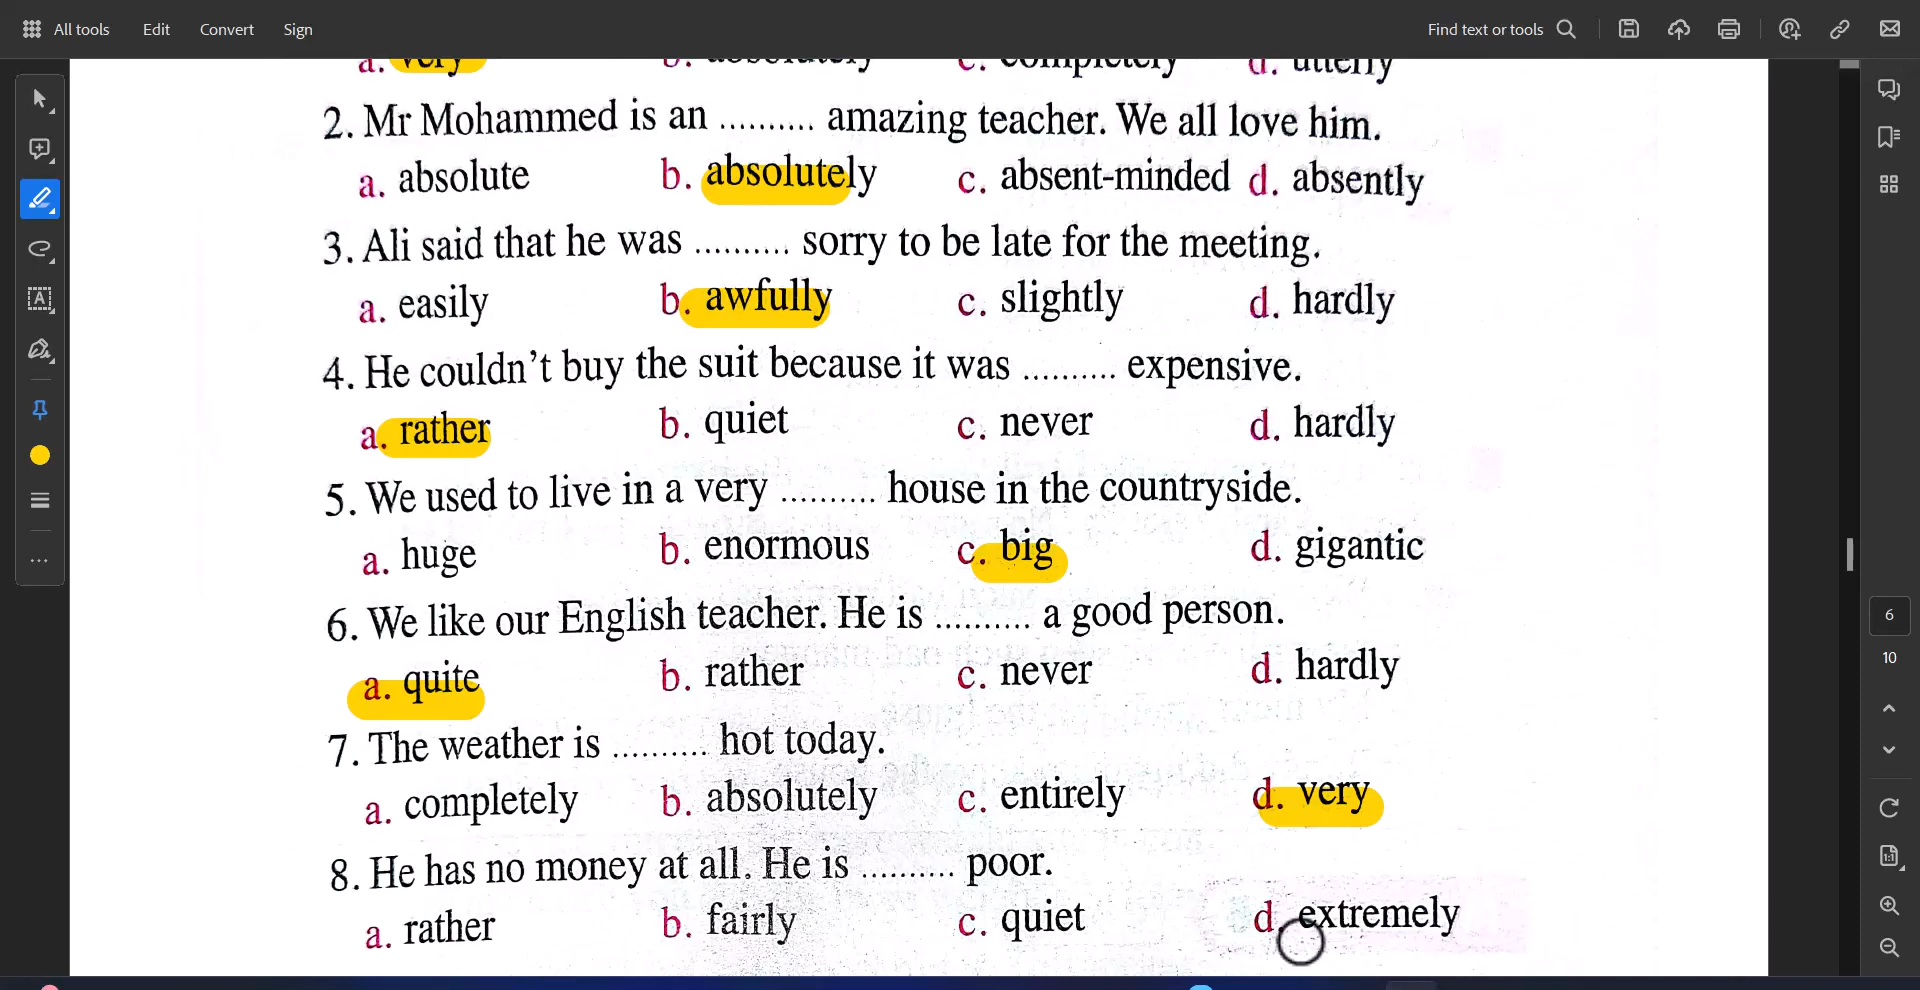 All tools Edit Convert Sign Find text or tools
a. very b. absolutely c. completely d. utterly
2. Mr Mohammed is an .......... amazing teacher. We all love him.
a. absolute b. absolutely c. absent-minded d. absently
3. Ali said that he was .......... sorry to be late for the meeting.
a. easily b. awfully c. slightly d. hardly
4. He couldn't buy the suit because it was .......... expensive.
a. rather b. quiet c. never d. hardly
5. We used to live in a very .......... house in the countryside.
a. huge b. enormous c. big d. gigantic
6. We like our English teacher. He is .......... a good person.
a. quite b. rather c. never d. hardly
7. The weather is .......... hot today.
a. completely b. absolutely c. entirely d. very
8. He has no money at all. He is .......... poor.
a. rather b. fairly c. quiet d. extremely
6
10